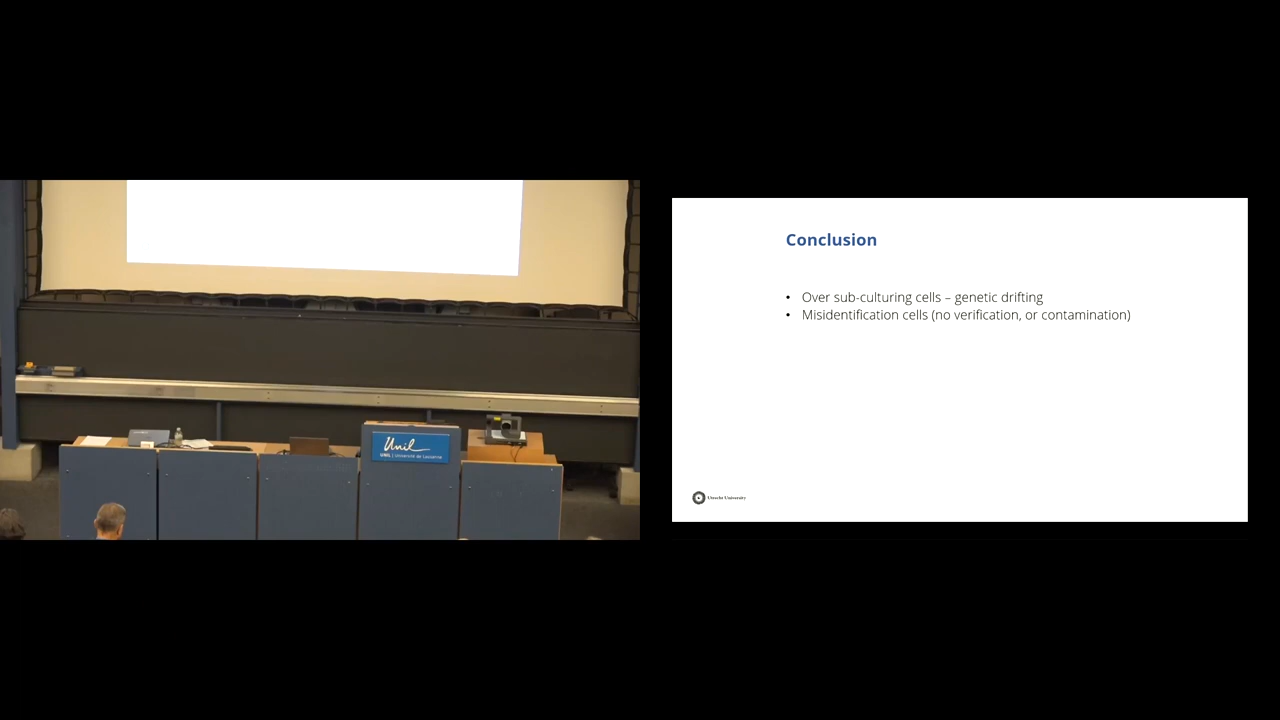 Unil
UNIL | Université de Lausanne
Conclusion
• Over sub-culturing cells – genetic drifting
• Misidentification cells (no verification, or contamination)
Utrecht University